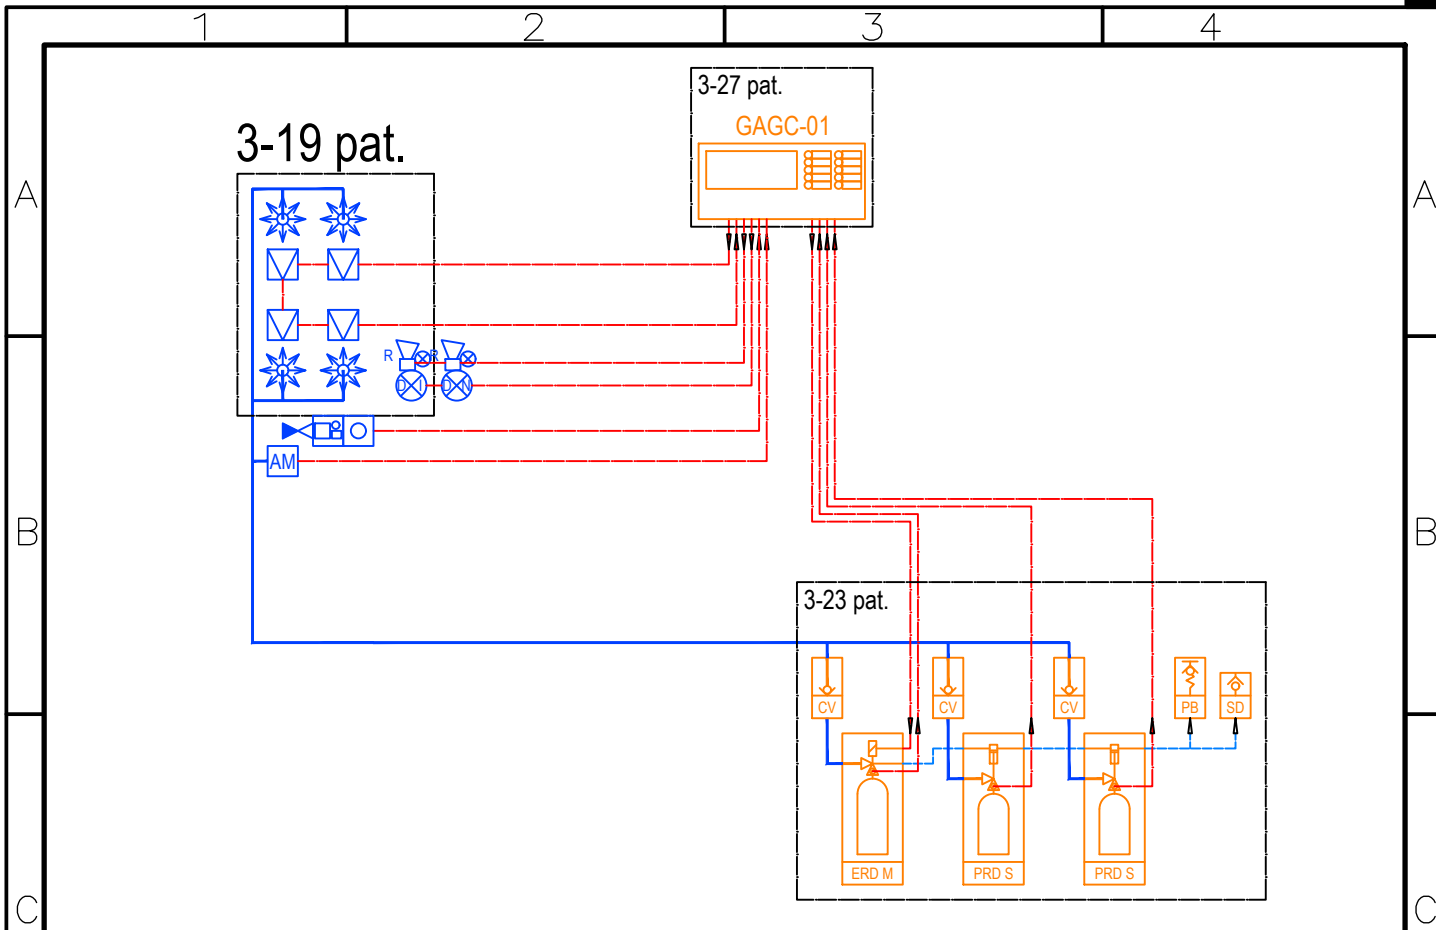 1 2 3 4
3-27 pat.
GAGC-01
3-19 pat.
A A
R R
D I D N
AM
B B
3-23 pat.
CV CV CV PB SD
ERD M PRD S PRD S
C C